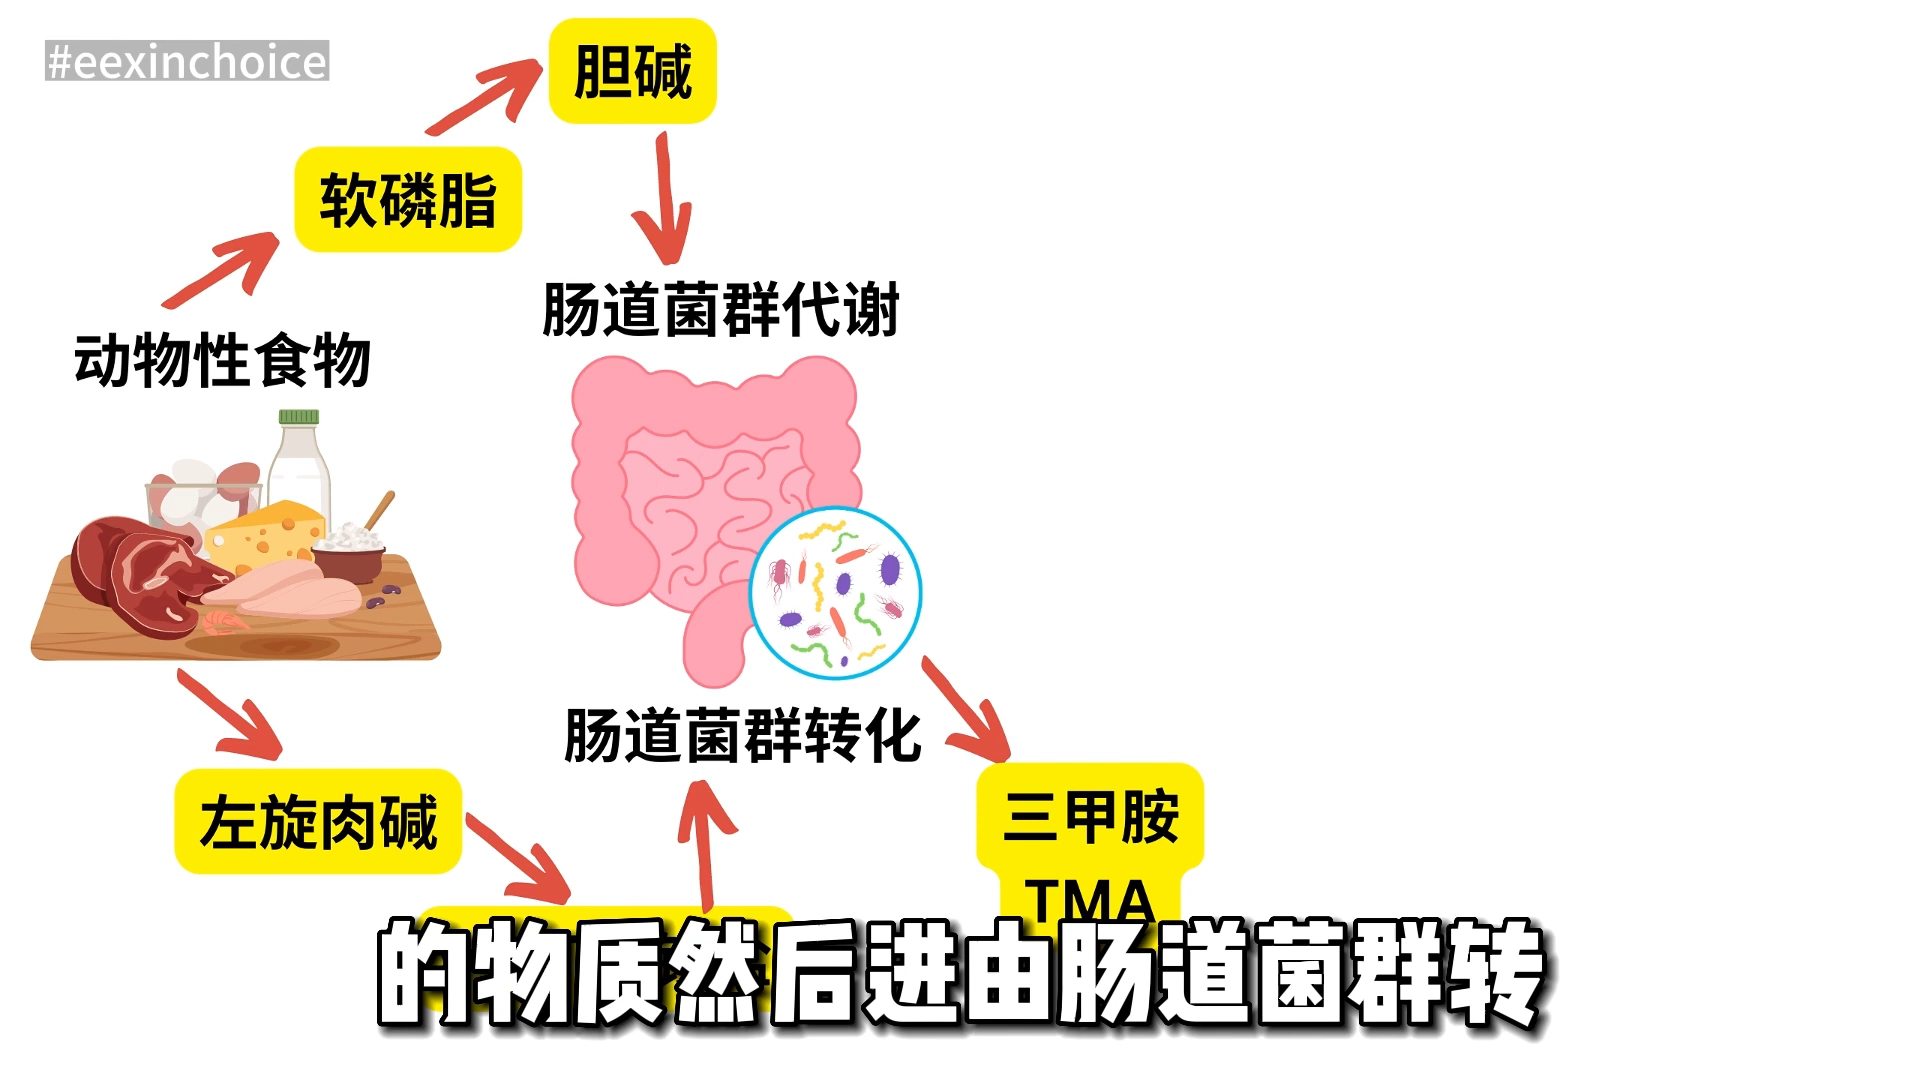 #eexinchoice
胆碱
软磷脂
肠道菌群代谢
动物性食物
肠道菌群转化
左旋肉碱
三甲胺
TMA
的物质然后进由肠道菌群转